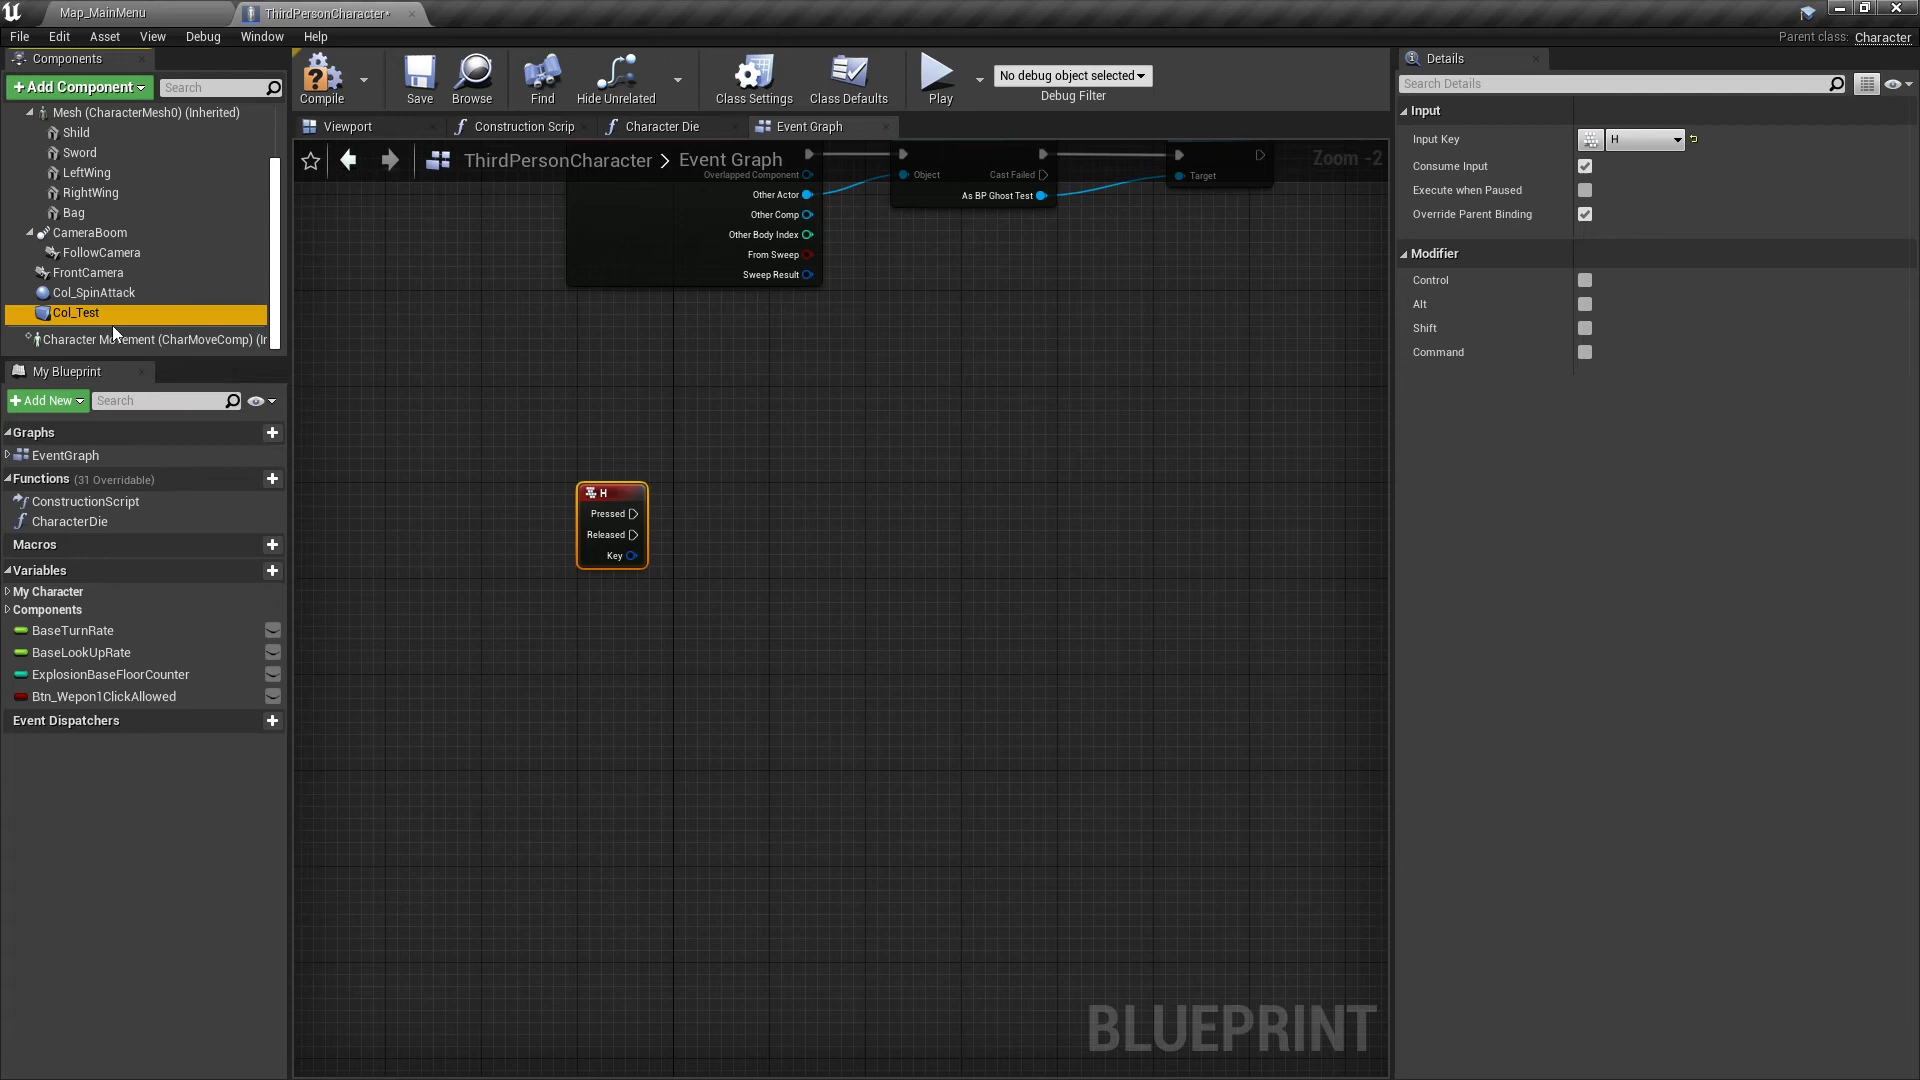 Map_MainMenu
ThirdPersonCharacter*
File Edit Asset View Debug Window Help
Parent class: Character
Components
+Add Component
Search
Mesh (CharacterMesh0) (Inherited)
Shild
Sword
LeftWing
RightWing
Bag
CameraBoom
FollowCamera
FrontCamera
Col_SpinAttack
Col_Test
Character Movement (CharMoveComp) (Ir
My Blueprint
+Add New
Search
Graphs
EventGraph
Functions (31 Overridable)
ConstructionScript
CharacterDie
Macros
Variables
My Character
Components
BaseTurnRate
BaseLookUpRate
ExplosionBaseFloorCounter
Btn_Wepon1ClickAllowed
Event Dispatchers
Compile
Save
Browse
Find
Hide Unrelated
Class Settings
Class Defaults
Play
No debug object selected
Debug Filter
Viewport
Construction Scrip
Character Die
Event Graph
ThirdPersonCharacter > Event Graph
Zoom -2
Overlapped Component
Other Actor
Other Comp
Other Body Index
From Sweep
Sweep Result
Object
Cast Failed
As BP Ghost Test
Target
H
Pressed
Released
Key
BLUEPRINT
Details
Search Details
Input
Input Key
H
Consume Input
Execute when Paused
Override Parent Binding
Modifier
Control
Alt
Shift
Command